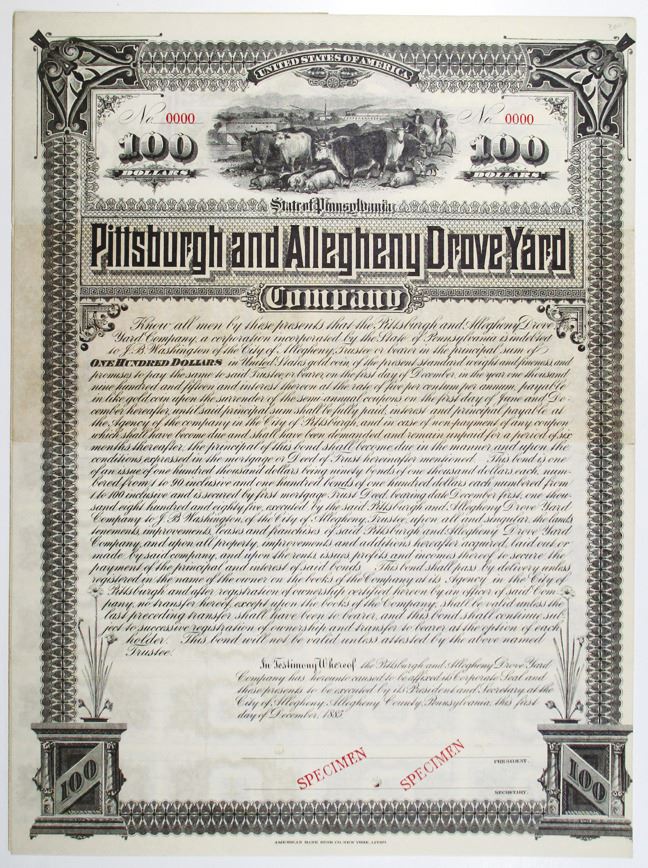 UNITED STATES OF AMERICA
No. 0000
No. 0000
100
100
DOLLARS
DOLLARS
State of Pennsylvania
Pittsburgh and Allegheny Drove Yard
Company
Know all men by these presents that the Pittsburgh and Allegheny Drove
Yard Company, a corporation incorporated by the State of Pennsylvania is indebted
to J. B. Washington of the City of Allegheny, Trustee or bearer in the principal sum of
ONE HUNDRED DOLLARS in United States gold coin, of the present standard weight and fineness, and
promises to pay the same to said Trustee or bearer on the first day of December, in the year one thousand
nine hundred and fifteen and interest thereon at the rate of five per centum per annum, payable
in like gold coin upon the surrender of the semi annual coupons on the first day of June and De-
cember hereafter, until said principal sum shall be fully paid, interest and principal payable at
the Agency of the company in the City of Pittsburgh, and in case of non-payment of any coupon
which shall have become due and shall have been demanded and remain unpaid for a period of six
months thereafter, the principal of this bond shall become due in the manner and upon the
conditions expressed in the mortgage or Deed of Trust hereinafter mentioned. This bond is one
of an issue of one hundred thousand dollars being ninety bonds of one thousand dollars each, num-
bered from 1 to 90 inclusive and one hundred bonds of one hundred dollars each numbered from
1 to 100 inclusive and is secured by first mortgage Trust Deed, bearing date December first, one thou-
sand eight hundred and eighty five, executed by the said Pittsburgh and Allegheny Drove Yard
Company to J. B. Washington, of the City of Allegheny, Trustee, upon all and singular, the lands
tenements, improvements, leases and franchises of said Pittsburgh and Allegheny Drove Yard
Company, and upon all property, improvements and additions hereafter acquired, laid out or
made by said company, and upon the rents, issues, profits and incomes thereof to secure the
payment of the principal and interest of said bonds. This bond shall pass by delivery unless
registered in the name of the owner on the books of the Company at its Agency in the City of
Pittsburgh and after registration of ownership certified hereon by an officer of said Com-
pany, no transfer hereof, except upon the books of the Company, shall be valid unless the
last preceding transfer shall have been to bearer, and this bond shall continue sub-
ject to successive registration of ownership and transfer to bearer at the option of each
holder. This bond will not be valid unless attested by the above named
Trustee.
In Testimony Whereof the Pittsburgh and Allegheny Drove Yard
Company has hereunto caused to be affixed its Corporate Seal and
these presents to be executed by its President and Secretary at the
City of Allegheny, Allegheny County, Pennsylvania, this first
day of December, 1885.
SPECIMEN
SPECIMEN
PRESIDENT.
SECRETARY.
100
100
AMERICAN BANK NOTE CO. NEW YORK, LITHO.